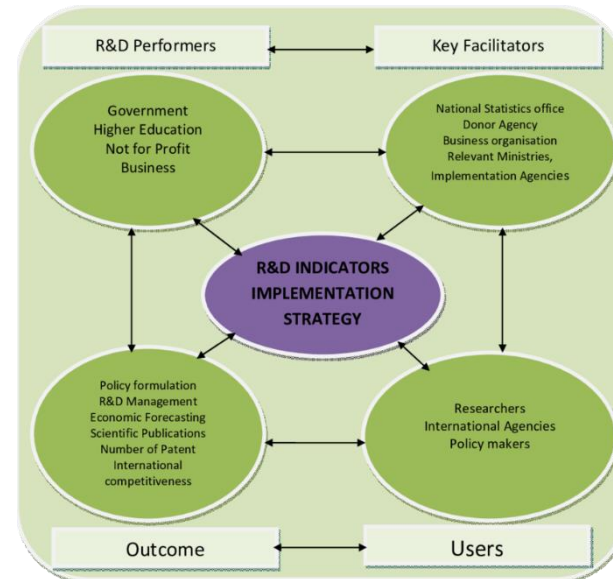 R&D Performers
Key Facilitators
Government
Higher Education
Not for Profit
Business
National Statistics office
Donor Agency
Business organisation
Relevant Ministries,
Implementation Agencies
R&D INDICATORS
IMPLEMENTATION
STRATEGY
Policy formulation
R&D Management
Economic Forecasting
Scientific Publications
Number of Patent
International
competitiveness
Researchers
International Agencies
Policy makers
Outcome
Users